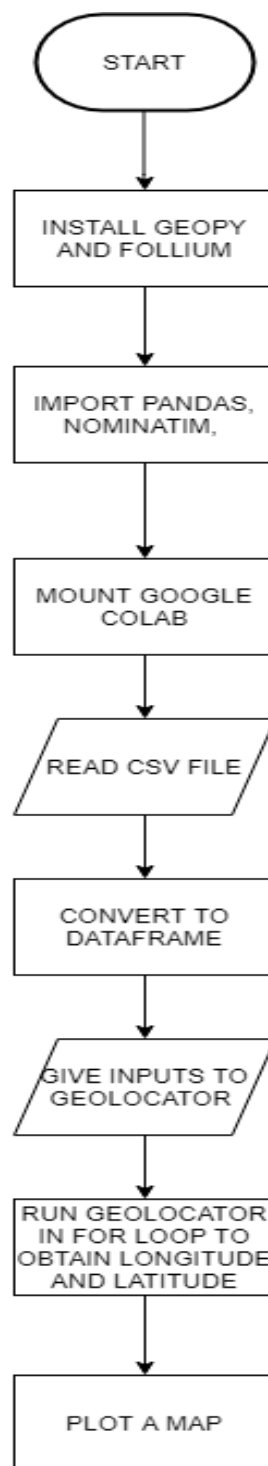 START
INSTALL GEOPY
AND FOLLIUM
IMPORT PANDAS,
NOMINATIM,
MOUNT GOOGLE
COLAB
READ CSV FILE
CONVERT TO
DATAFRAME
GIVE INPUTS TO
GEOLOCATOR
RUN GEOLOCATOR
IN FOR LOOP TO
OBTAIN LONGITUDE
AND LATITUDE
PLOT A MAP